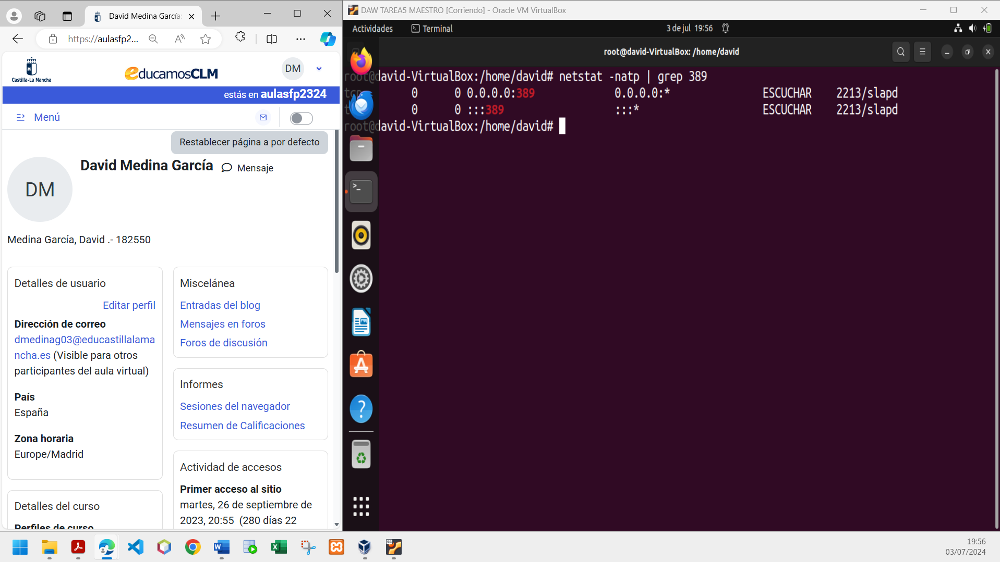 David Medina García:
https://aulasfp2...
Castilla-La Mancha
educamosCLM
DM
estás en aulasfp2324
Menú
Restablecer página a por defecto
DM
David Medina García
Mensaje
Medina García, David .- 182550
Detalles de usuario
Editar perfil
Dirección de correo
dmedinag03@educastillalama
ncha.es (Visible para otros
participantes del aula virtual)
País
España
Zona horaria
Europe/Madrid
Detalles del curso
Perfiles de curso
Miscelánea
Entradas del blog
Mensajes en foros
Foros de discusión
Informes
Sesiones del navegador
Resumen de Calificaciones
Actividad de accesos
Primer acceso al sitio
martes, 26 de septiembre de
2023, 20:55 (280 días 22
DAW TAREA5 MAESTRO [Corriendo] - Oracle VM VirtualBox
Actividades
Terminal
3 de jul 19:56
root@david-VirtualBox: /home/david
root@david-VirtualBox:/home/david# netstat -natp | grep 389
tcp 0 0 0.0.0.0:389 0.0.0.0:* ESCUCHAR 2213/slapd
0 0 :::389 :::* ESCUCHAR 2213/slapd
root@david-VirtualBox:/home/david#
19:56
03/07/2024